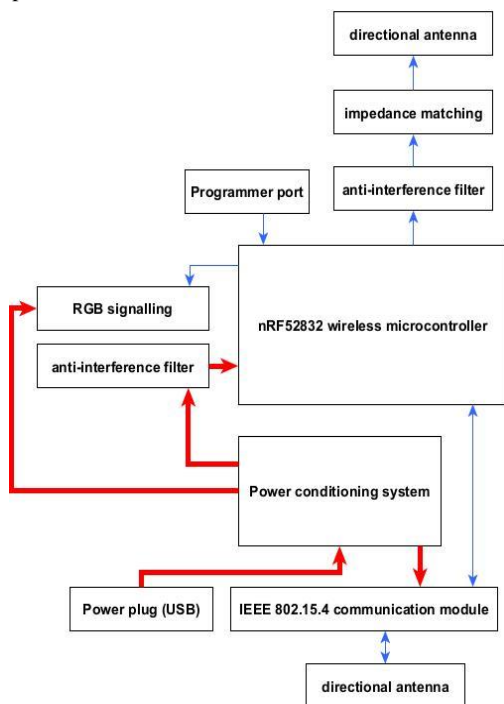 directional antenna
impedance matching
anti-interference filter
Programmer port
nRF52832 wireless microcontroller
RGB signalling
anti-interference filter
Power conditioning system
Power plug (USB)
IEEE 802.15.4 communication module
directional antenna